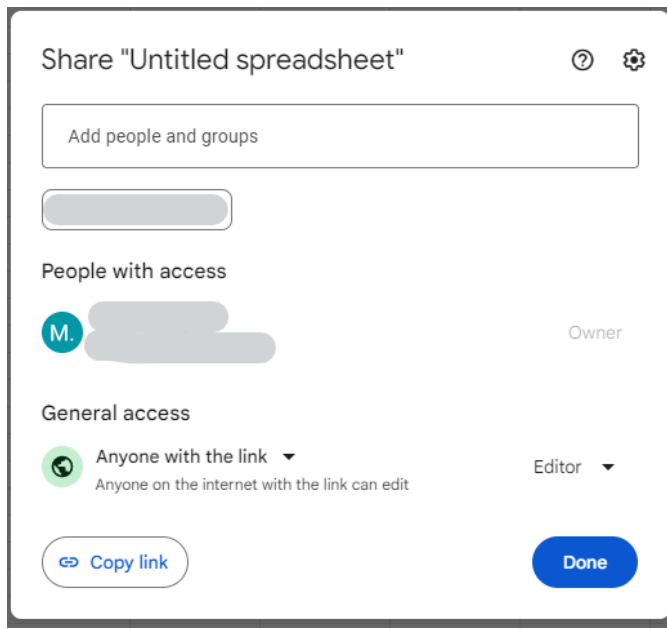 Share "Untitled spreadsheet"
Add people and groups
People with access
M.
Owner
General access
Anyone with the link
Editor
Anyone on the internet with the link can edit
Copy link
Done